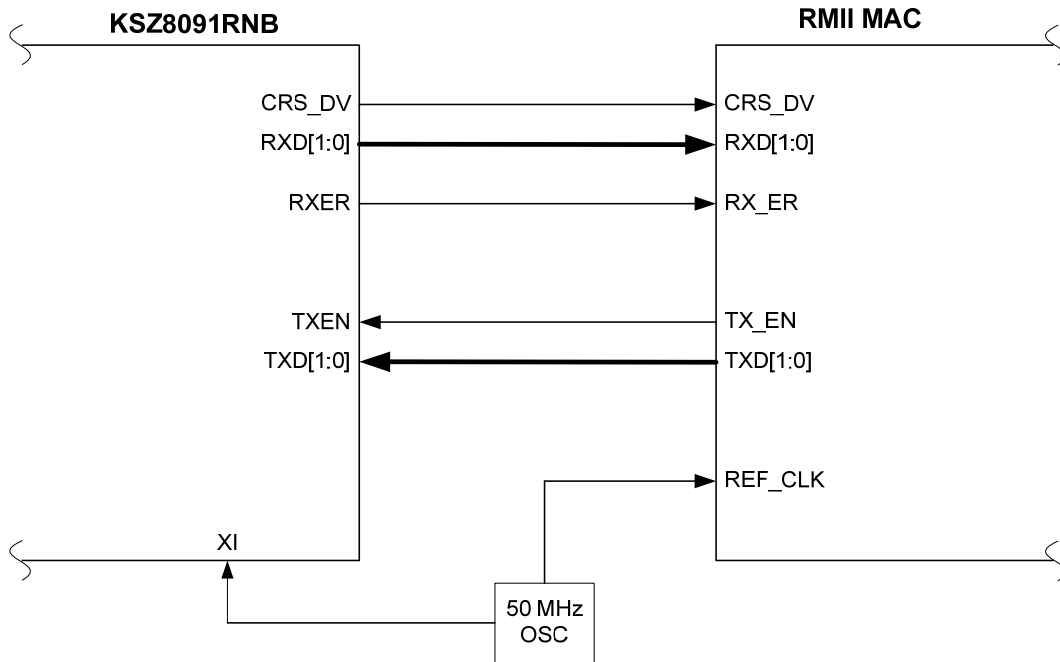 KSZ8091RNB
RMII MAC
CRS_DV
CRS_DV
RXD[1:0]
RXD[1:0]
RXER
RX_ER
TXEN
TX_EN
TXD[1:0]
TXD[1:0]
REF_CLK
XI
50 MHz
OSC